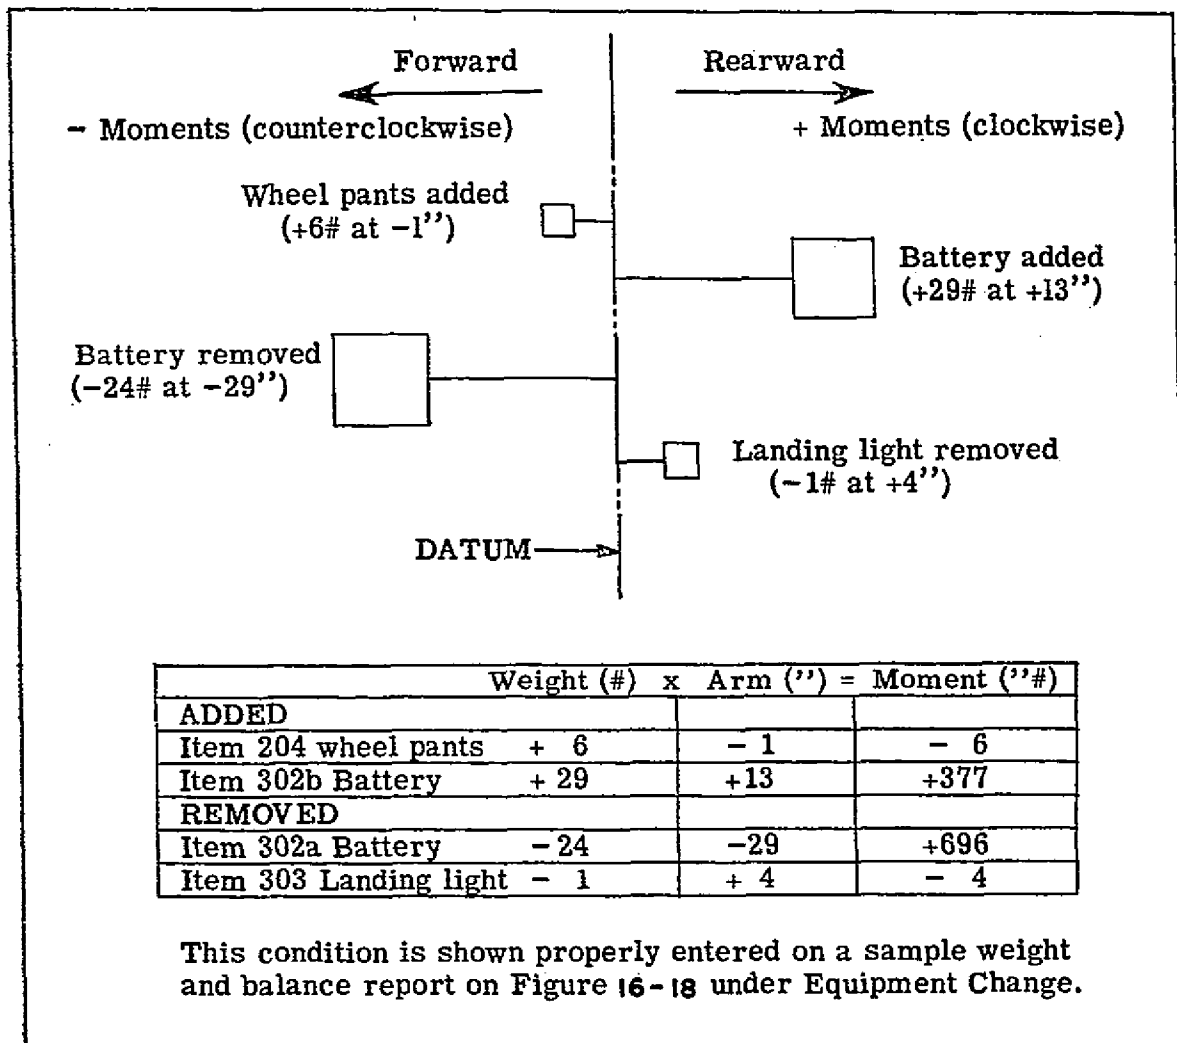 Forward
Rearward
− Moments (counterclockwise)
+ Moments (clockwise)
Wheel pants added
(+6# at −1’’)
Battery added
(+29# at +13’’)
Battery removed
(−24# at −29’’)
Landing light removed
(−1# at +4’’)
DATUM
Weight (#) x Arm (’’) = Moment (’’#)
ADDED
Item 204 wheel pants + 6 − 1 − 6
Item 302b Battery + 29 +13 +377
REMOVED
Item 302a Battery − 24 −29 +696
Item 303 Landing light − 1 + 4 − 4
This condition is shown properly entered on a sample weight
and balance report on Figure 16-18 under Equipment Change.